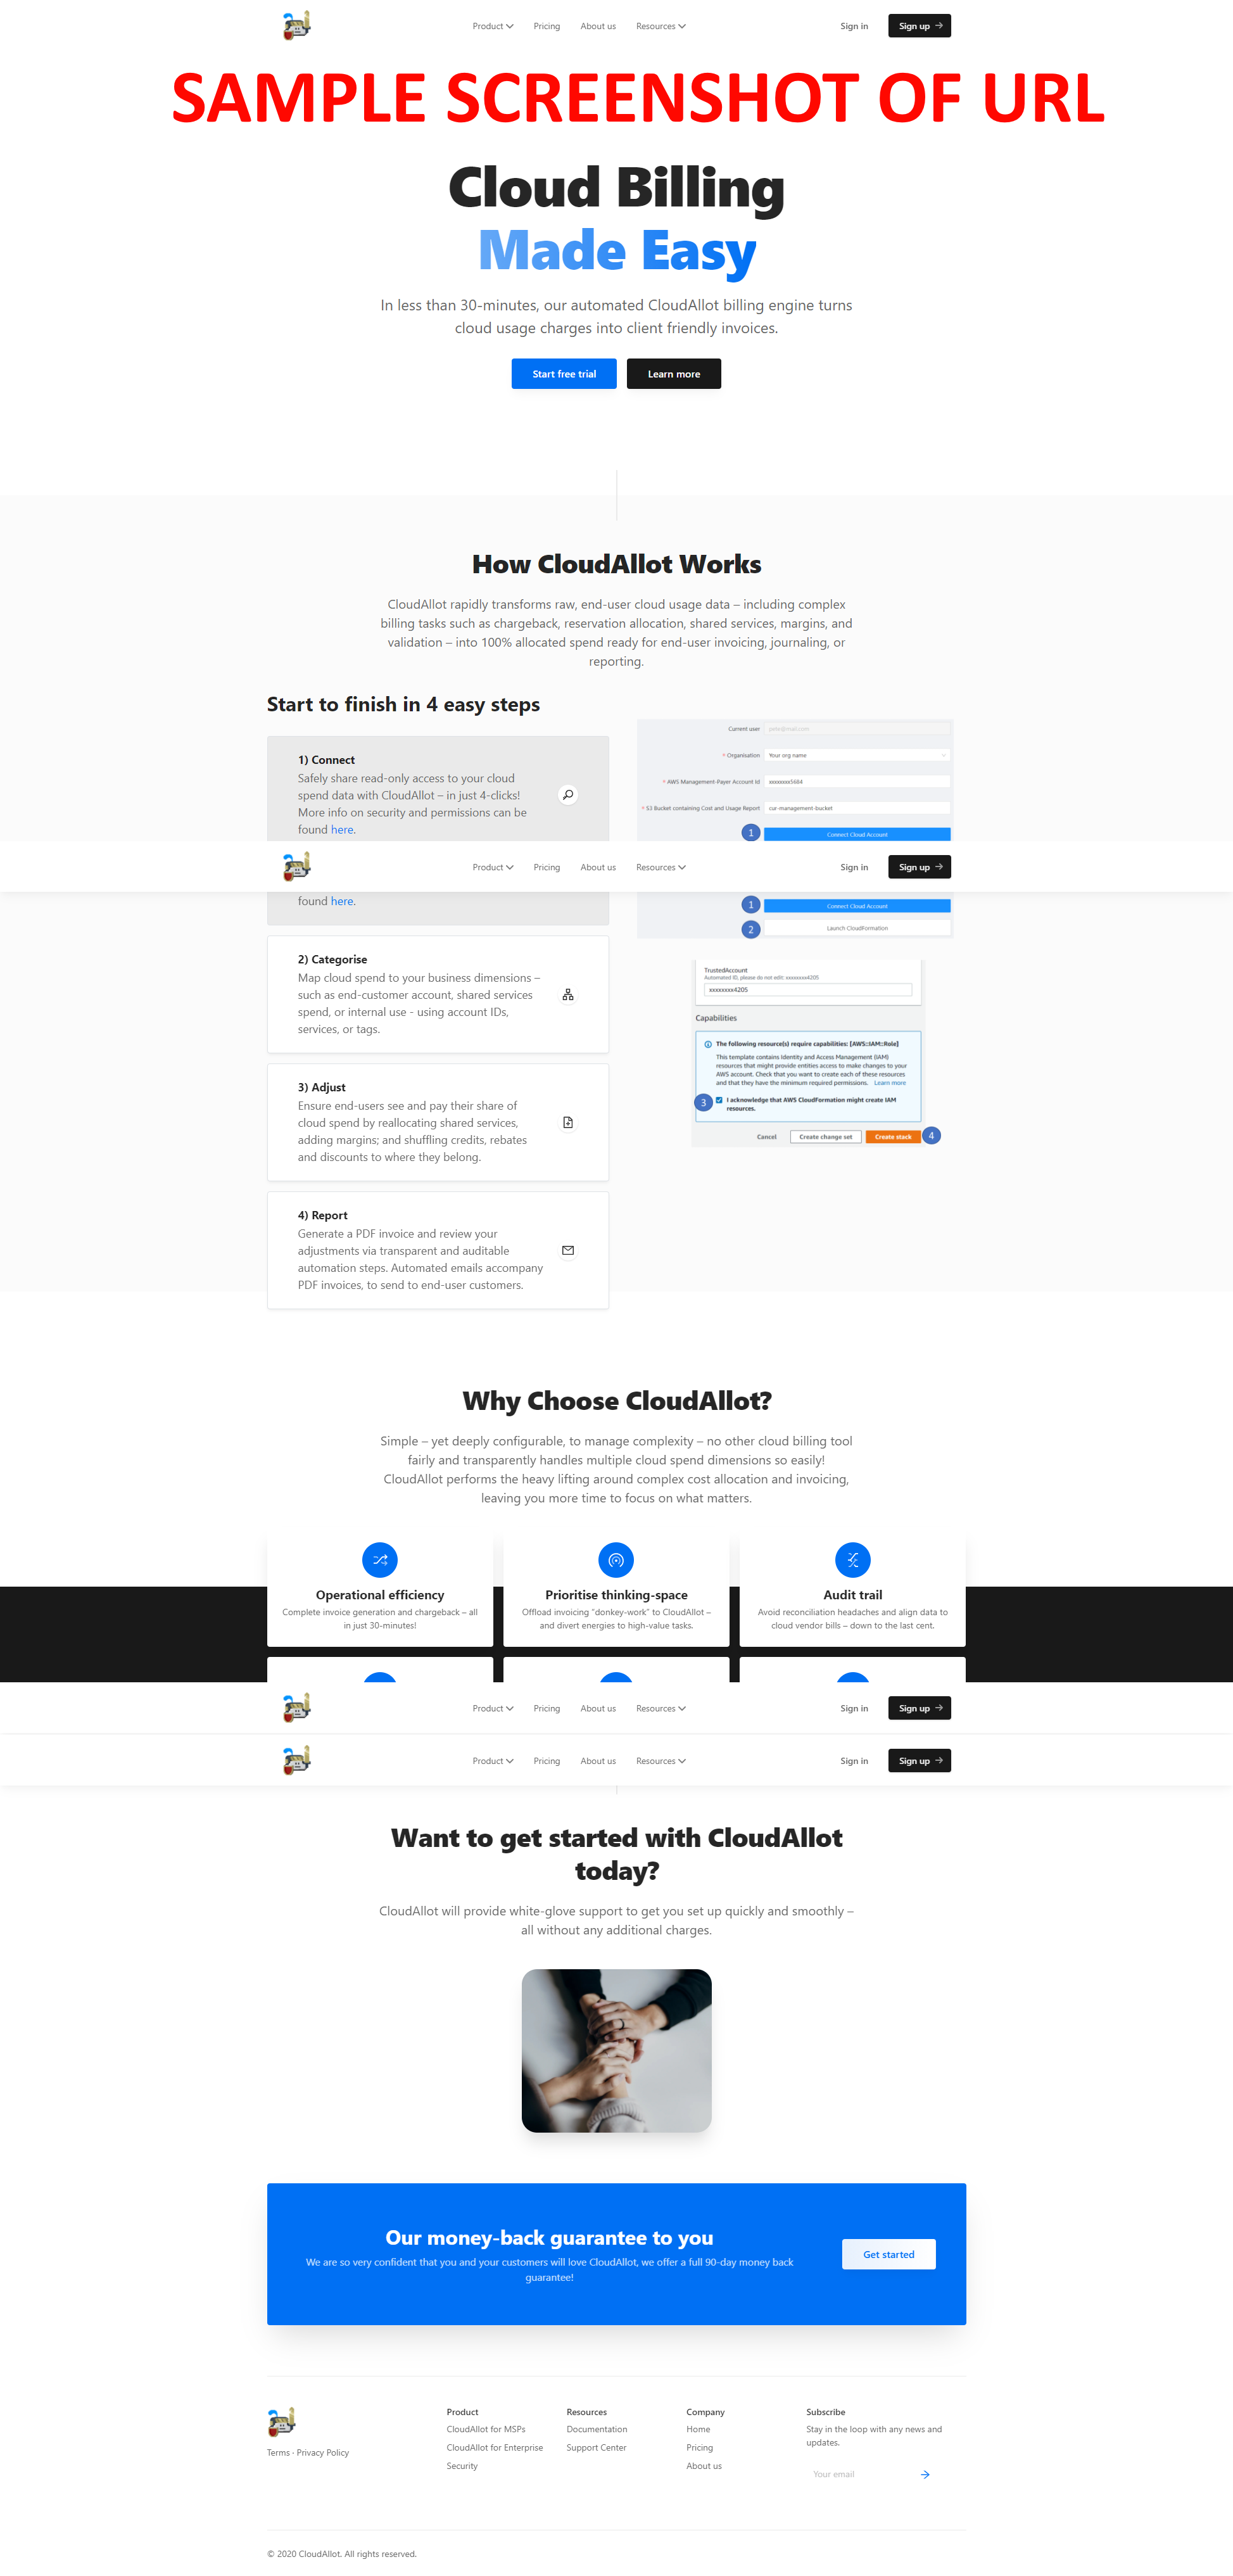 Product
Pricing
About us
Resources
Sign in
Sign up
SAMPLE SCREENSHOT OF URL
Cloud Billing
Made Easy
In less than 30-minutes, our automated CloudAllot billing engine turns
cloud usage charges into client friendly invoices.
Start free trial
Learn more
How CloudAllot Works
CloudAllot rapidly transforms raw, end-user cloud usage data – including complex
billing tasks such as chargeback, reservation allocation, shared services, margins, and
validation – into 100% allocated spend ready for end-user invoicing, journaling, or
reporting.
Start to finish in 4 easy steps
1) Connect
Safely share read-only access to your cloud
spend data with CloudAllot – in just 4-clicks!
More info on security and permissions can be
found here.
Current user
pete@mail.com
* Organisation
Your org name
* AWS Management-Payer Account Id
xxxxxxxx5684
* S3 Bucket containing Cost and Usage Report
cur-management-bucket
1
Connect Cloud Account
Product
Pricing
About us
Resources
Sign in
Sign up
found here.
1
Connect Cloud Account
2
Launch CloudFormation
2) Categorise
Map cloud spend to your business dimensions –
such as end-customer account, shared services
spend, or internal use - using account IDs,
services, or tags.
TrustedAccount
Automated ID, please do not edit: xxxxxxxx4205
xxxxxxxx4205
Capabilities
The following resource(s) require capabilities: [AWS::IAM::Role]
This template contains Identity and Access Management (IAM)
resources that might provide entities access to make changes to your
AWS account. Check that you want to create each of these resources
and that they have the minimum required permissions. Learn more
3
I acknowledge that AWS CloudFormation might create IAM
resources.
Cancel
Create change set
Create stack
4
3) Adjust
Ensure end-users see and pay their share of
cloud spend by reallocating shared services,
adding margins; and shuffling credits, rebates
and discounts to where they belong.
4) Report
Generate a PDF invoice and review your
adjustments via transparent and auditable
automation steps. Automated emails accompany
PDF invoices, to send to end-user customers.
Why Choose CloudAllot?
Simple – yet deeply configurable, to manage complexity – no other cloud billing tool
fairly and transparently handles multiple cloud spend dimensions so easily!
CloudAllot performs the heavy lifting around complex cost allocation and invoicing,
leaving you more time to focus on what matters.
Operational efficiency
Complete invoice generation and chargeback – all
in just 30-minutes!
Prioritise thinking-space
Offload invoicing "donkey-work" to CloudAllot –
and divert energies to high-value tasks.
Audit trail
Avoid reconciliation headaches and align data to
cloud vendor bills – down to the last cent.
Product
Pricing
About us
Resources
Sign in
Sign up
Product
Pricing
About us
Resources
Sign in
Sign up
Want to get started with CloudAllot
today?
CloudAllot will provide white-glove support to get you set up quickly and smoothly –
all without any additional charges.
Our money-back guarantee to you
We are so very confident that you and your customers will love CloudAllot, we offer a full 90-day money back
guarantee!
Get started
Terms - Privacy Policy
Product
CloudAllot for MSPs
CloudAllot for Enterprise
Security
Resources
Documentation
Support Center
Company
Home
Pricing
About us
Subscribe
Stay in the loop with any news and
updates.
Your email
© 2020 CloudAllot. All rights reserved.